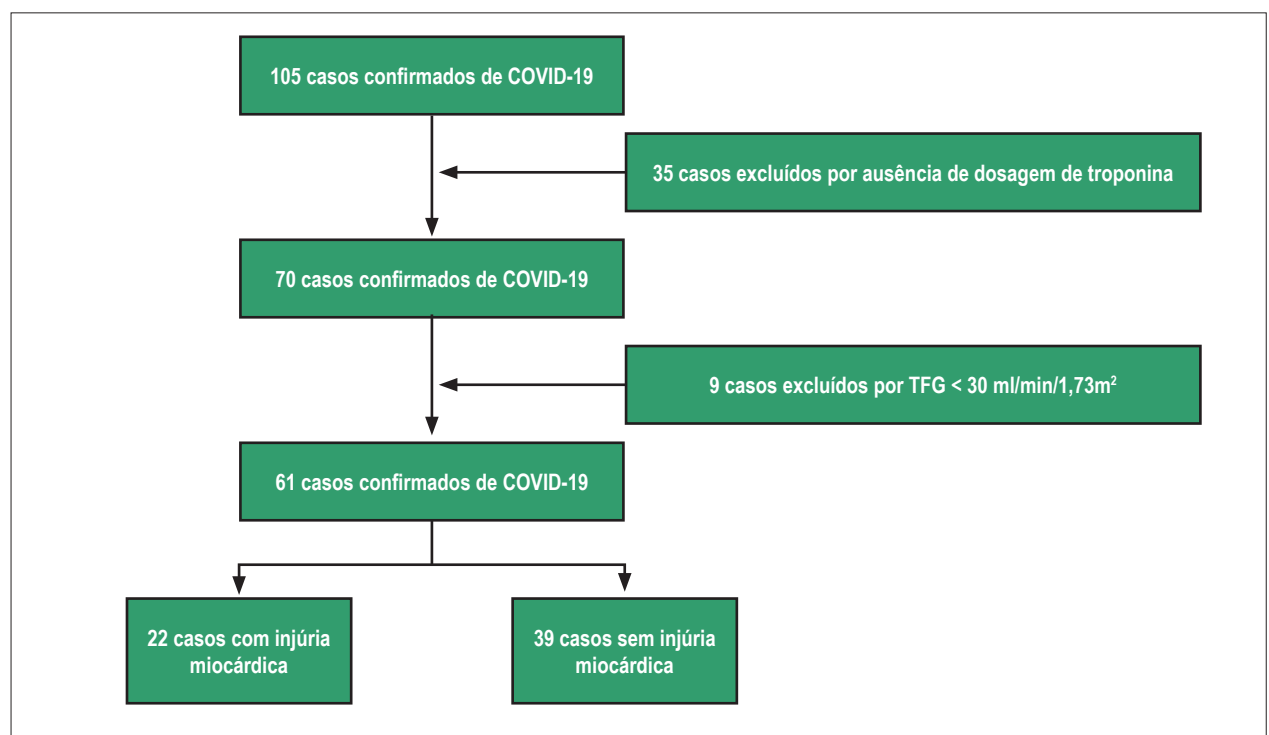 105 casos confirmados de COVID-19
35 casos excluídos por ausência de dosagem de troponina
70 casos confirmados de COVID-19
9 casos excluídos por TFG < 30 ml/min/1,73m²
61 casos confirmados de COVID-19
22 casos com injúria
miocárdica
39 casos sem injúria
miocárdica